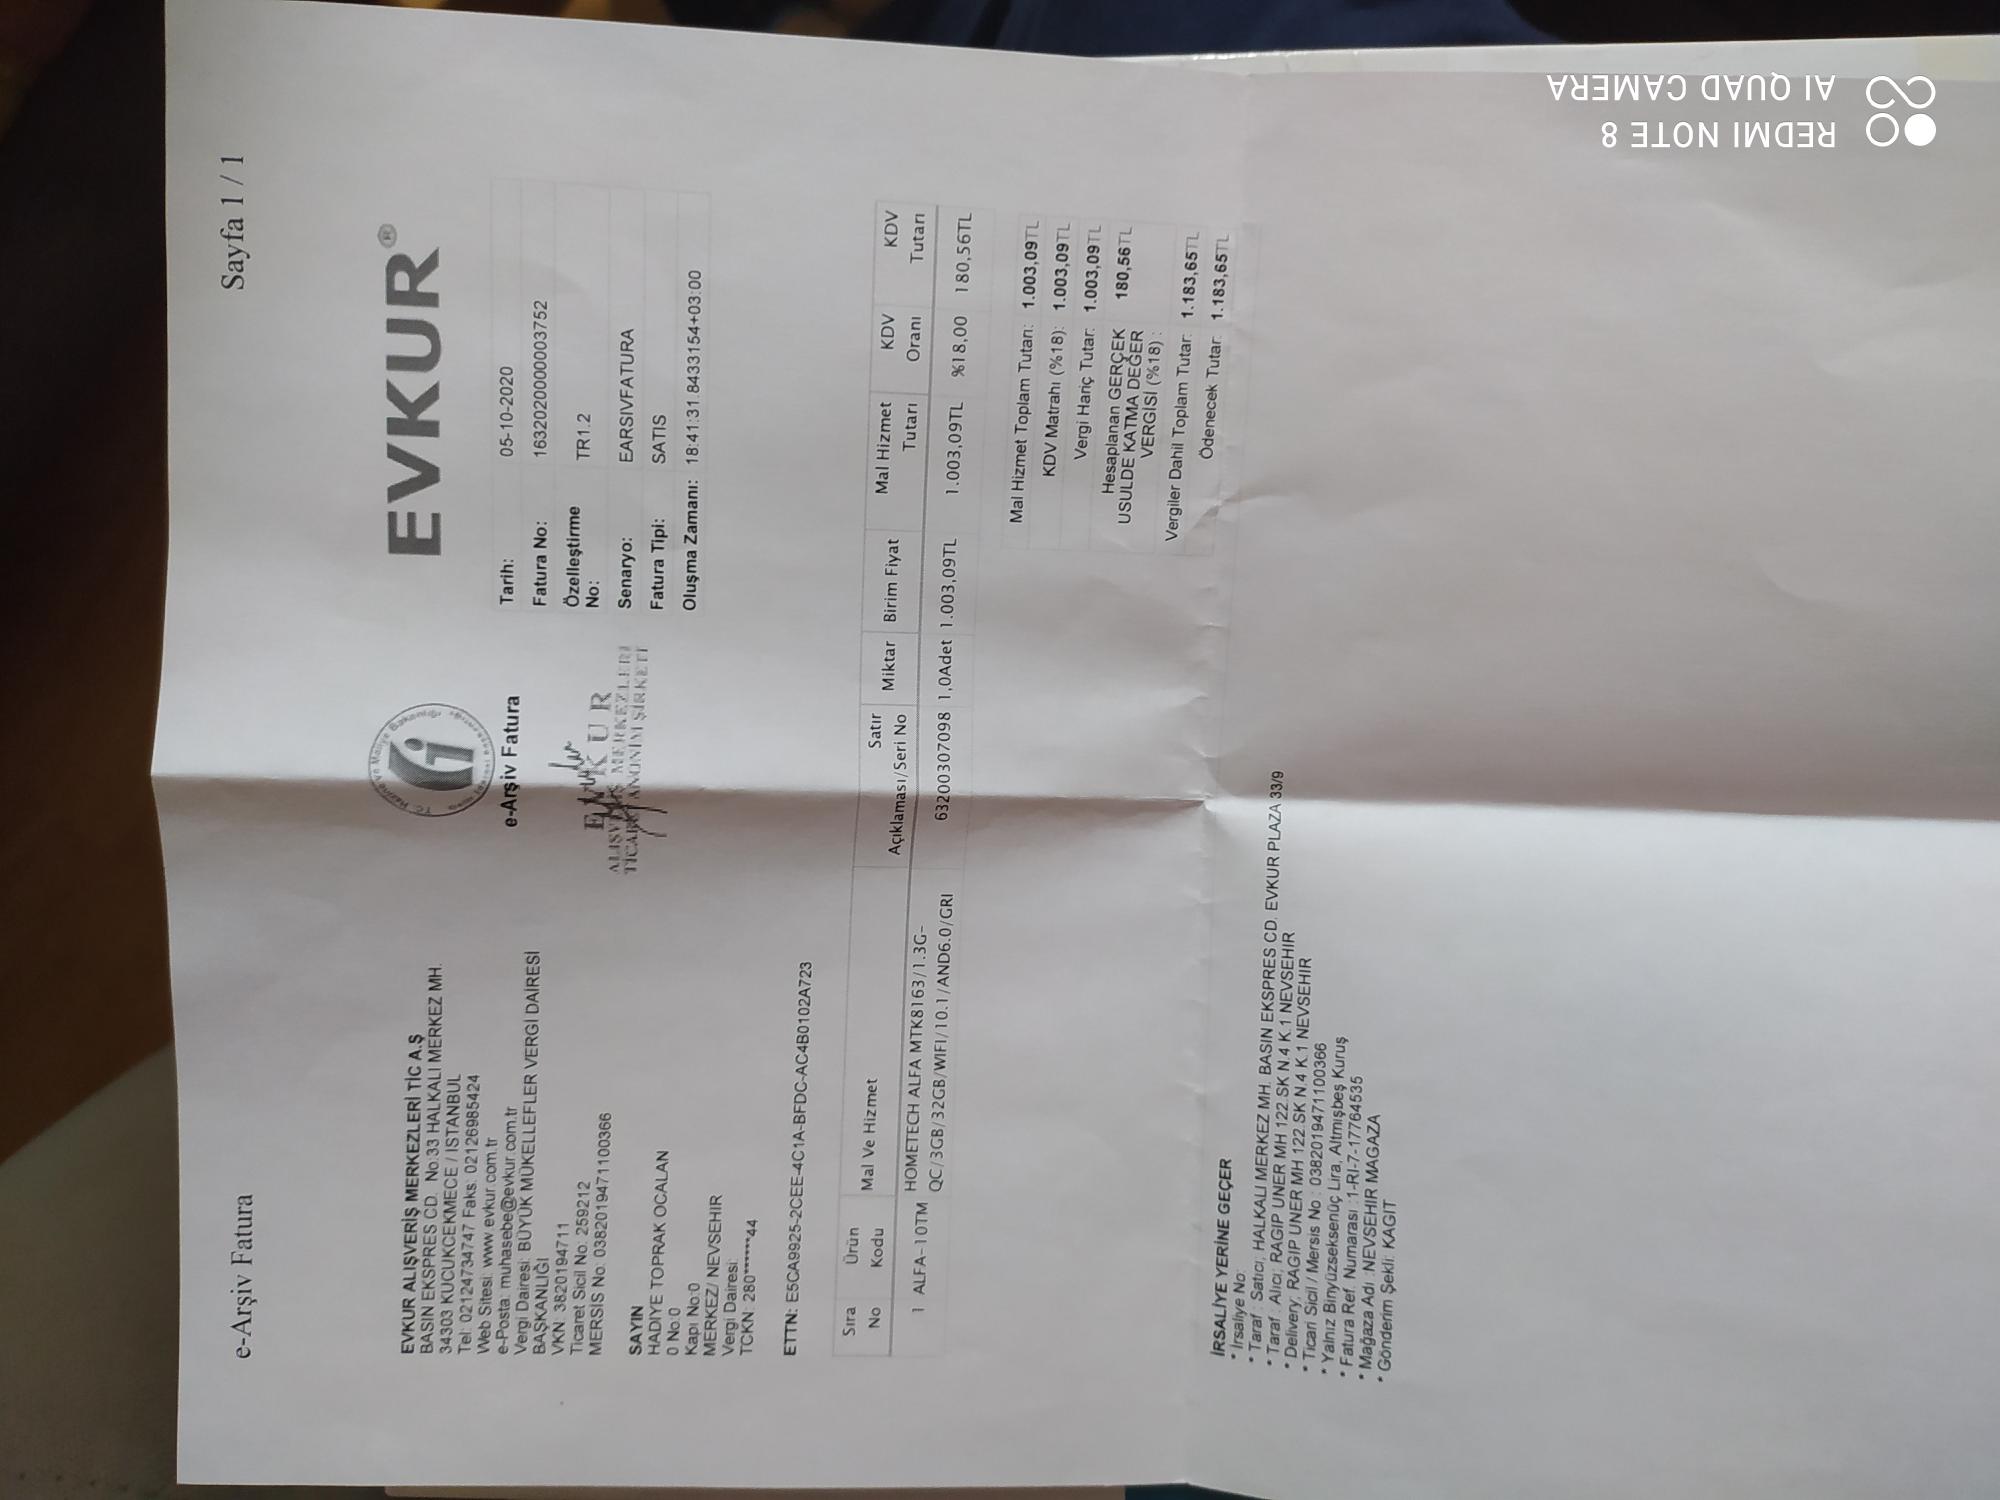 e-Arşiv Fatura
Sayfa 1 / 1
EVKUR ALIŞVERİŞ MERKEZLERİ TİC A.Ş
BASIN EKSPRES CD. No:33 HALKALI MERKEZ MH.
34303 KUCUKCEKMECE / ISTANBUL
Tel: 02124734747 Faks: 02126985424
Web Sitesi: www.evkur.com.tr
e-Posta: muhasebe@evkur.com.tr
Vergi Dairesi: BÜYÜK MÜKELLEFLER VERGİ DAİRESİ
BAŞKANLIĞI
VKN: 3820194711
Ticaret Sicil No: 259212
MERSİS No: 0382019471100366
e-Arşiv Fatura
EVKUR
ALIŞVERİŞ MERKEZLERİ
TİCARET ANONİM ŞİRKETİ
EVKUR®
Tarih: 05-10-2020
Fatura No: 1632020000003752
Özelleştirme
No: TR1.2
Senaryo: EARSIVFATURA
Fatura Tipi: SATIS
Oluşma Zamanı: 18:41:31.8433154+03:00
SAYIN
HADIYE TOPRAK OCALAN
0 No:0
Kapı No:0
MERKEZ/ NEVSEHIR
Vergi Dairesi:
TCKN: 280******44
ETTN: E5CA9925-2CEE-4C1A-BFDC-AC4B0102A723
Sıra No Ürün Kodu Mal Ve Hizmet Satır Açıklaması/Seri No Miktar Birim Fiyat Mal Hizmet Tutarı KDV Oranı KDV Tutarı
1 ALFA-10TM HOMETECH ALFA MTK8163/1.3G-
QC/3GB/32GB/WIFI/10.1/AND6.0/GRI 63200307098 1,0Adet 1.003,09TL 1.003,09TL %18,00 180,56TL
Mal Hizmet Toplam Tutarı: 1.003,09TL
KDV Matrahı (%18): 1.003,09TL
Vergi Hariç Tutar: 1.003,09TL
Hesaplanan GERÇEK
USULDE KATMA DEĞER
VERGİSİ (%18) : 180,56TL
Vergiler Dahil Toplam Tutar: 1.183,65TL
Ödenecek Tutar: 1.183,65TL
İRSALİYE YERİNE GEÇER
* İrsaliye No:
* Taraf : Satıcı; HALKALI MERKEZ MH. BASIN EKSPRES CD. EVKUR PLAZA 33/9
* Taraf : Alıcı; RAGIP UNER MH 122.SK N.4 K.1 NEVSEHIR
* Delivery; RAGIP UNER MH 122.SK N.4 K.1 NEVSEHIR
* Ticari Sicil / Mersis No : 0382019471100366
* Yalnız Binyüzseksenüç Lira, Altmışbeş Kuruş
* Fatura Ref. Numarası :1-RI-7-17764535
* Mağaza Adı :NEVSEHIR MAGAZA
* Gönderim Şekli: KAGIT
REDMI NOTE 8
AI QUAD CAMERA